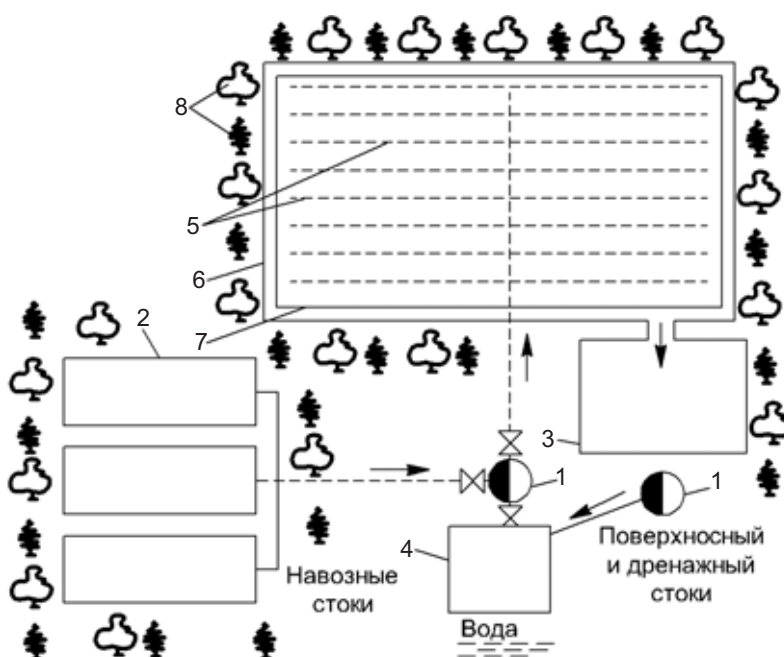 8
5
6
2
7
3
1
1
4
Поверхносный
и дренажный
стоки
Навозные
стоки
Вода